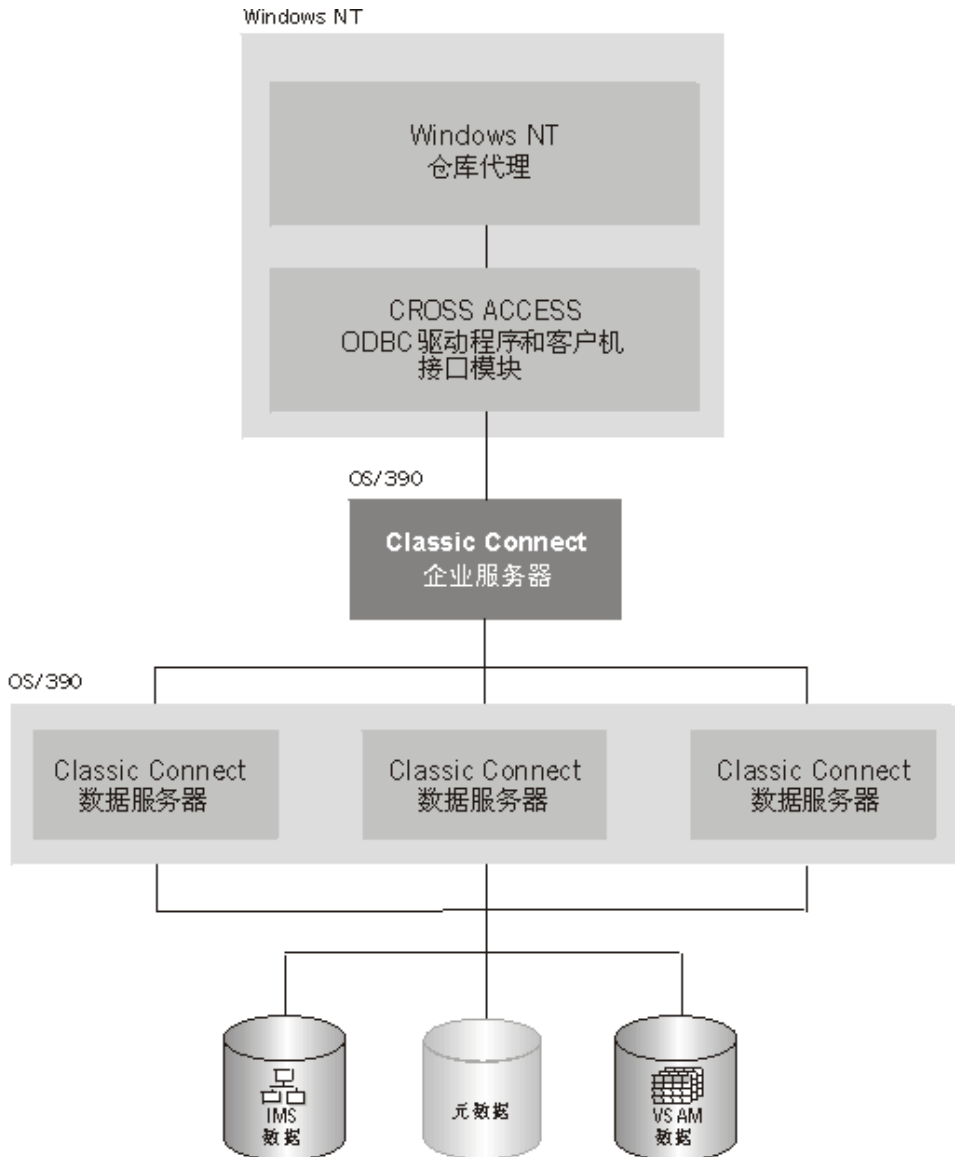 Windows NT
Windows NT
仓库代理
CROSS ACCESS
ODBC 驱动程序和客户机
接口模块
OS/390
Classic Connect
企业服务器
OS/390
Classic Connect
数据服务器
Classic Connect
数据服务器
Classic Connect
数据服务器
IMS
数据
元数据
VSAM
数据